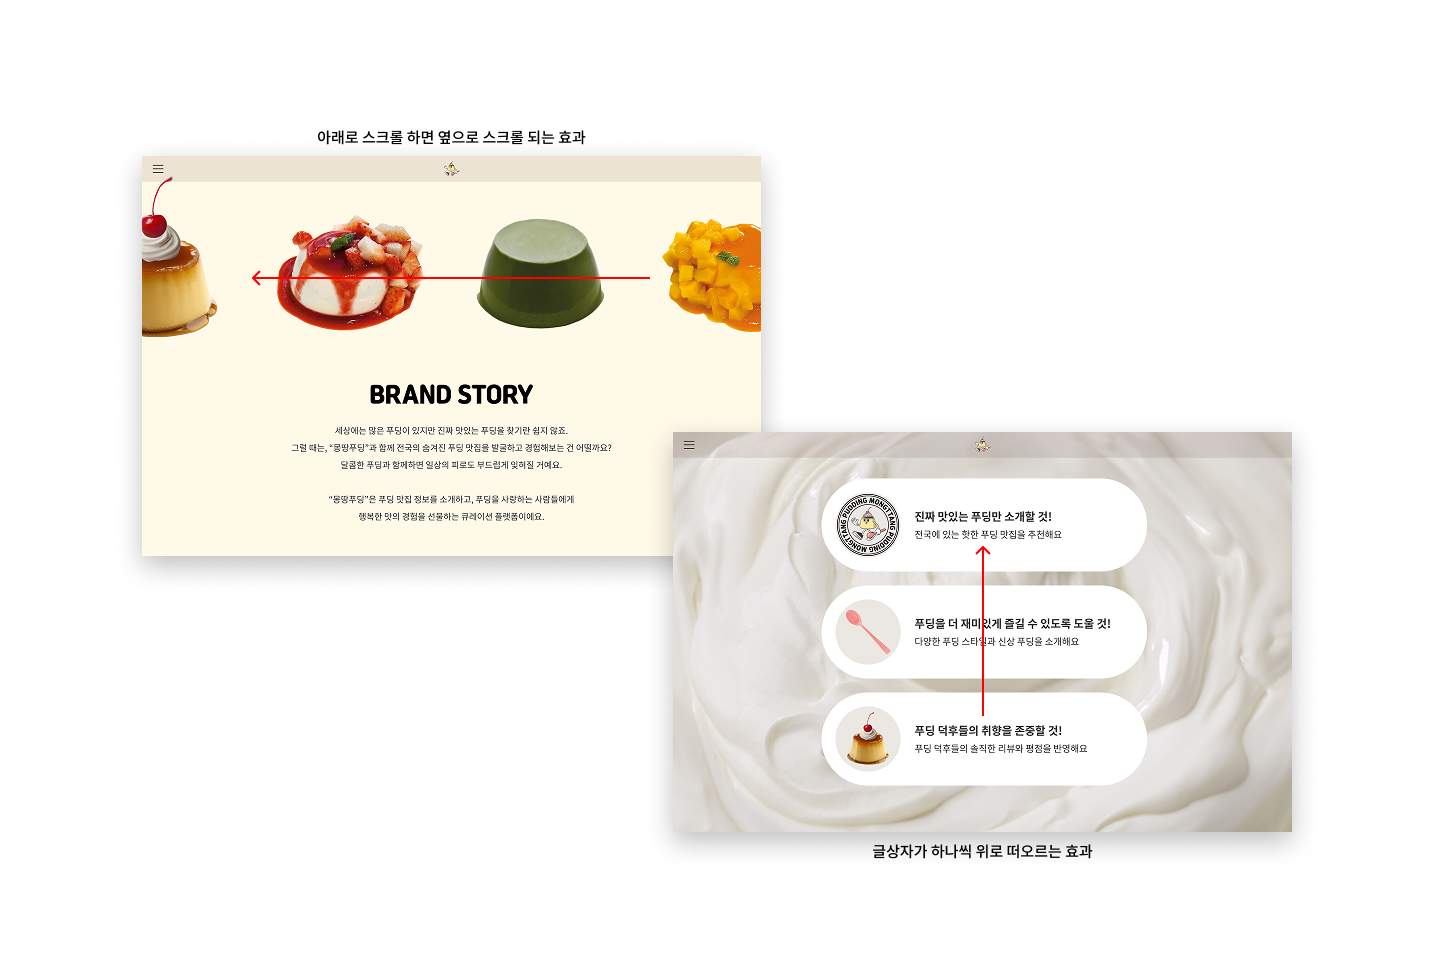 아래로 스크롤 하면 옆으로 스크롤 되는 효과
BRAND STORY
세상에는 많은 푸딩이 있지만 진짜 맛있는 푸딩을 찾기란 쉽지 않죠.
그럴 때는, “몽땅푸딩”과 함께 전국의 숨겨진 푸딩 맛집을 발굴하고 경험해보는 건 어떨까요?
달콤한 푸딩과 함께하면 일상의 피로도 부드럽게 잊혀질 거예요.
“몽땅푸딩”은 푸딩 맛집 정보를 소개하고, 푸딩을 사랑하는 사람들에게
행복한 맛의 경험을 선물하는 큐레이션 플랫폼이에요.
MONGTTANG PUDDING MONGTTANG PUDDING
진짜 맛있는 푸딩만 소개할 것!
전국에 있는 핫한 푸딩 맛집을 추천해요
푸딩을 더 재미있게 즐길 수 있도록 도울 것!
다양한 푸딩 스타일과 신상 푸딩을 소개해요
푸딩 덕후들의 취향을 존중할 것!
푸딩 덕후들의 솔직한 리뷰와 평점을 반영해요
글상자가 하나씩 위로 떠오르는 효과